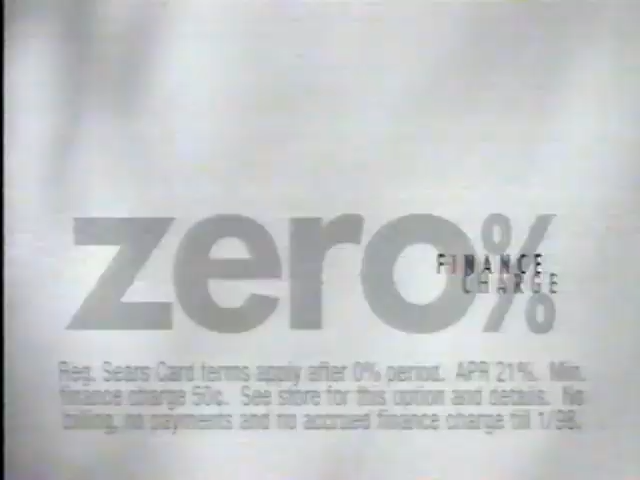 zero%
FINANCE
CHARGE
Reg. Sears Card terms apply after 0% period. APR 21%. Min.
finance charge 50c. See store for this option and details. No
billing, no payments and no accrued finance charge till 1/98.